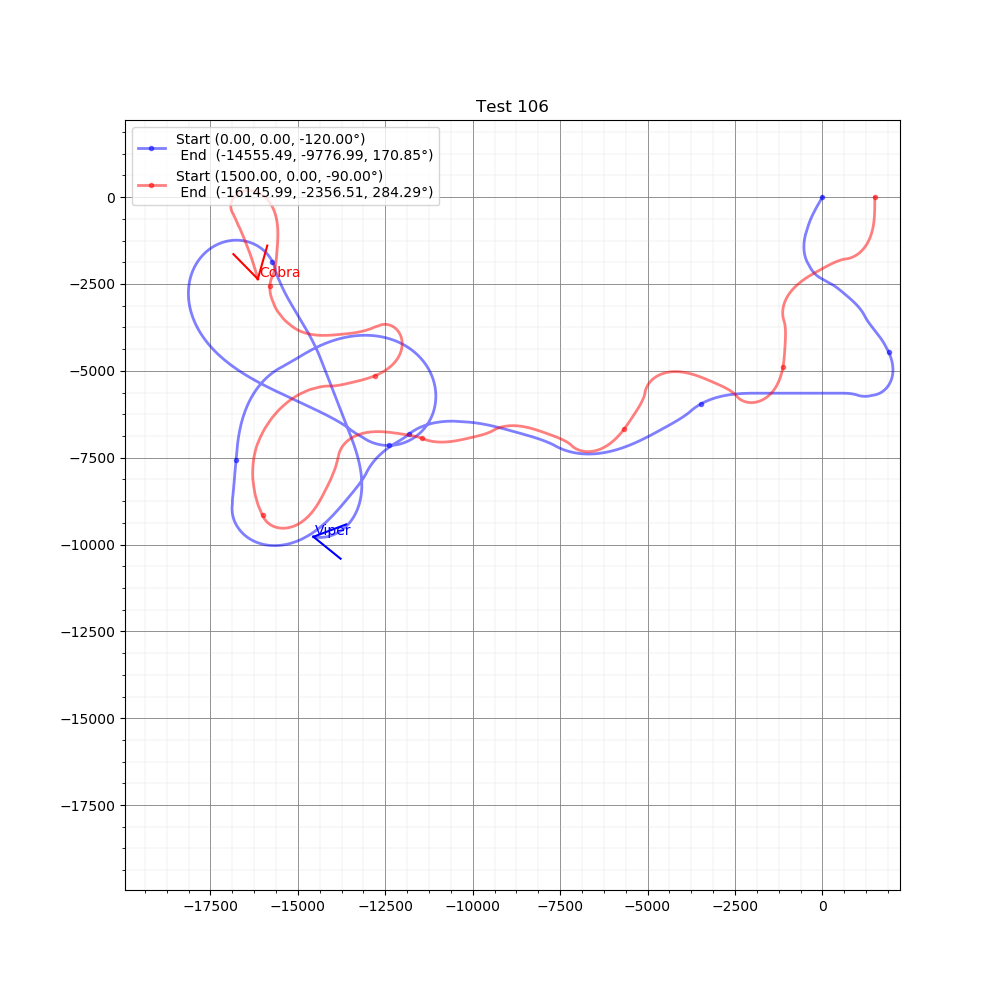 Test 106
Start (0.00, 0.00, -120.00°)
End (-14555.49, -9776.99, 170.85°)
Start (1500.00, 0.00, -90.00°)
End (-16145.99, -2356.51, 284.29°)
0
Cobra
−2500
−5000
−7500
Viper
−10000
−12500
−15000
−17500
−17500 −15000 −12500 −10000 −7500 −5000 −2500 0